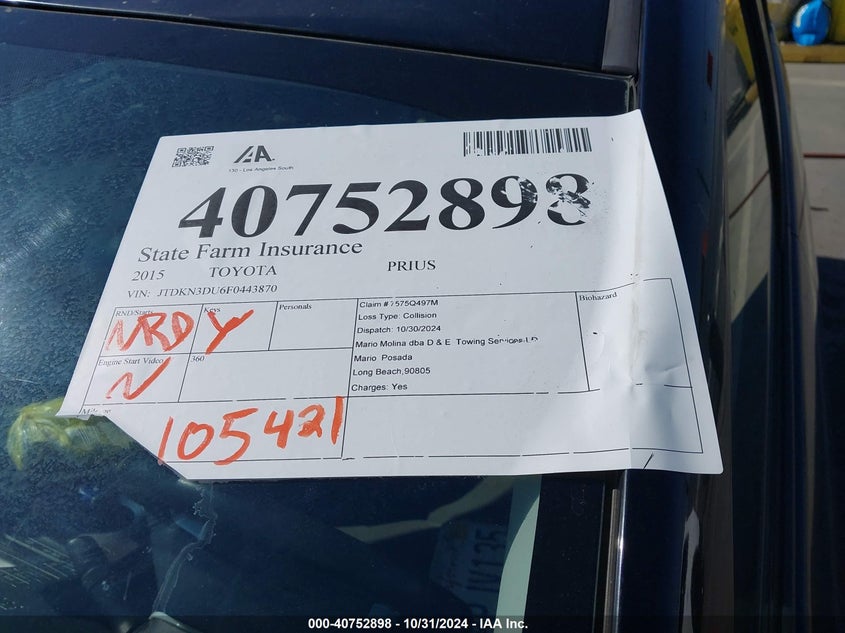 IAA
130 - Los Angeles South
40752898
State Farm Insurance
2015 TOYOTA PRIUS
VIN: JTDKN3DU6F0443870
RND/Starts Keys Personals
NRD Y
Engine Start Video 360
N
105421
Claim # 7575Q497M
Loss Type: Collision
Dispatch: 10/30/2024
Mario Molina dba D & E Towing Services-LD
Mario Posada
Long Beach,90805
Charges: Yes
Biohazard
000-40752898 - 10/31/2024 - IAA Inc.